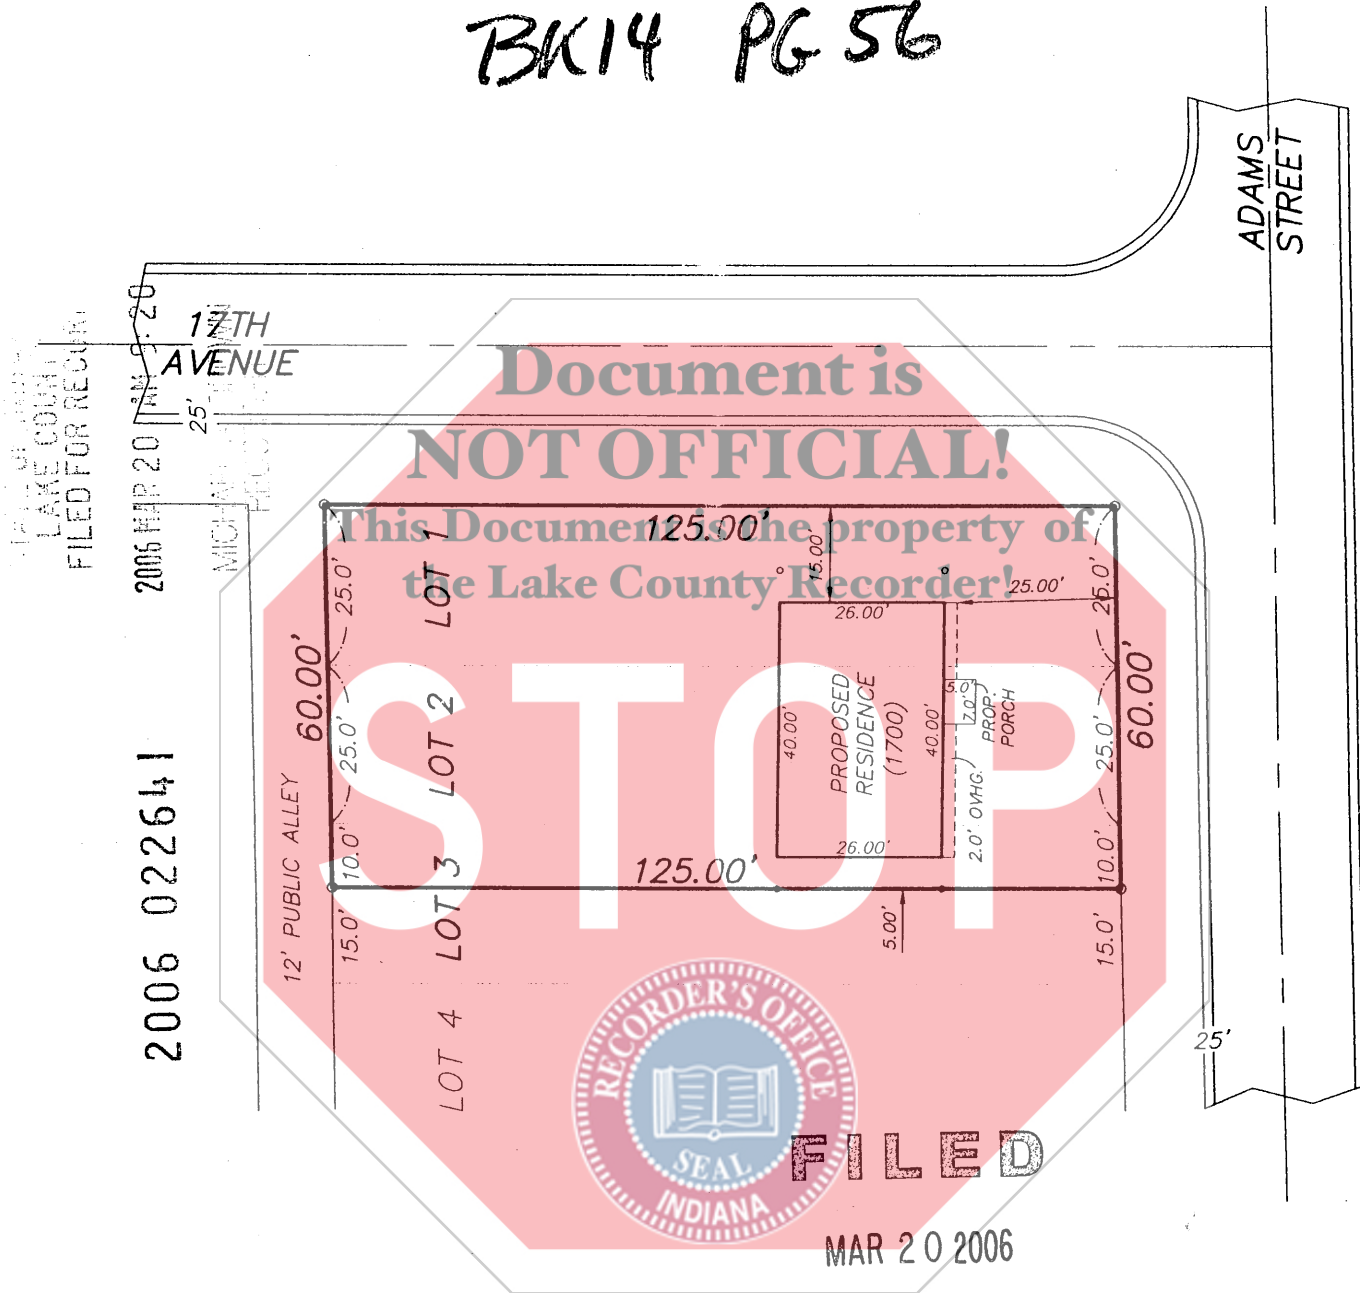 BK14 PG 56
ADAMS
STREET
17TH
AVENUE
25'
LAKE COUNTY
FILED FOR RECORD
2006 MAR 20 AM 9:20
2006 022641
Document is
NOT OFFICIAL!
This Document is the property of
the Lake County Recorder!
STOP
125.00'
15.00'
25.00'
26.00'
25.0'
25.0'
10.0'
15.0'
60.00'
LOT 1
LOT 2
LOT 3
LOT 4
12' PUBLIC ALLEY
40.00'
PROPOSED
RESIDENCE
(1700)
40.00'
5.0'
7.0'
PROP.
PORCH
2.0' OVHG.
26.00'
125.00'
5.00'
25.0'
25.0'
10.0'
15.0'
60.00'
25'
RECORDER'S OFFICE
SEAL
INDIANA
FILED
MAR 20 2006